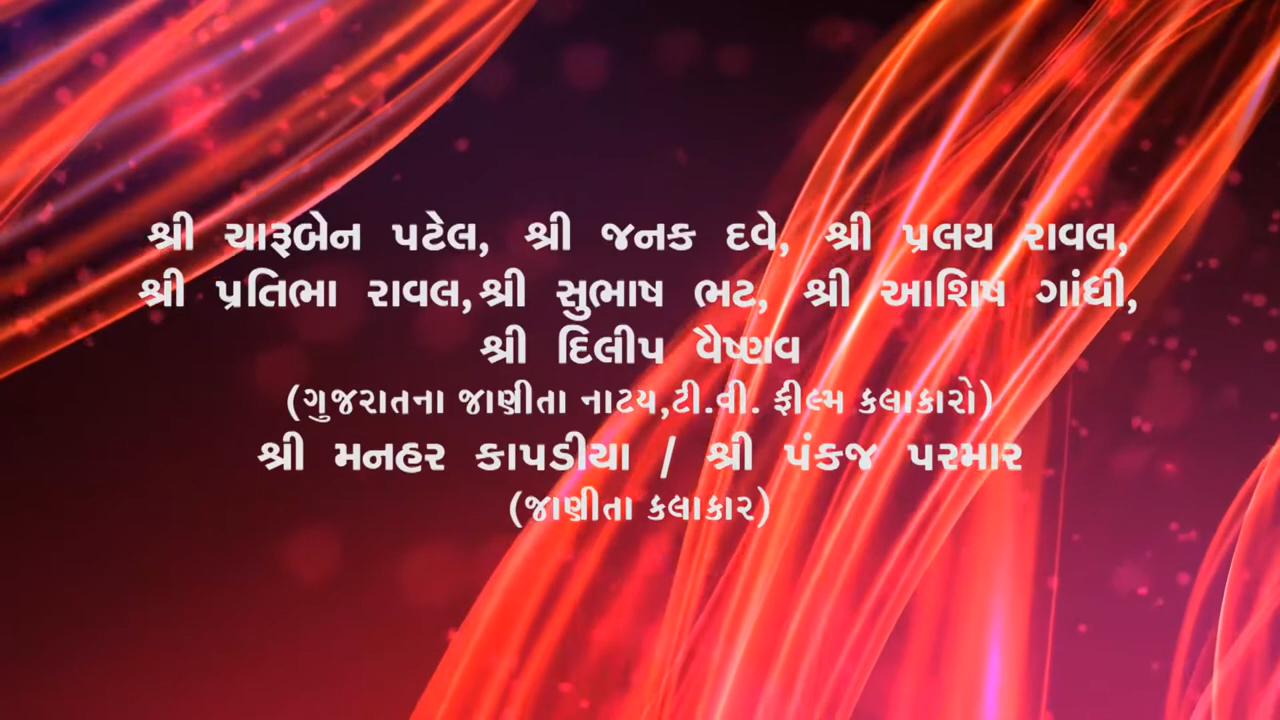 શ્રી ચારૂબેન પટેલ, શ્રી જનક દવે, શ્રી પ્રલય રાવલ,
શ્રી પ્રતિભા રાવલ,શ્રી સુભાષ ભટ, શ્રી આશિષ ગાંધી,
શ્રી દિલીપ વૈષ્ણવ
(ગુજરાતના જાણીતા નાટય,ટી.વી. ફીલ્મ કલાકારો)
શ્રી મનહર કાપડીયા / શ્રી પંકજ પરમાર
(જાણીતા કલાકાર)